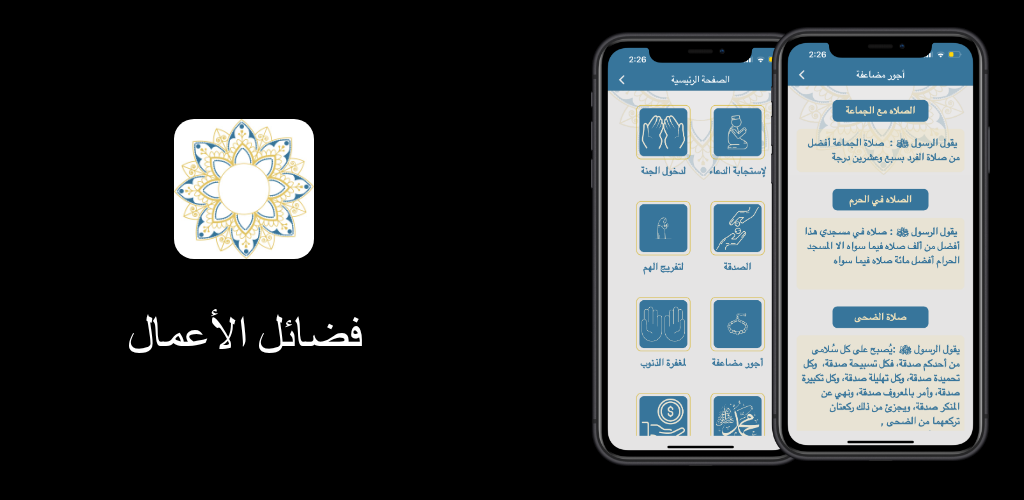 فضائل الأعمال
2:26
الصفحة الرئيسية
لإستجابة الدعاء
لدخول الجنة
الصدقة
لتفريج الهم
أجور مضاعفة
لمغفرة الذنوب
محمد
$
2:26
أجور مضاعفة
الصلاه مع الجماعة
يقول الرسول ﷺ : صلاة الجماعة أفضل
من صلاة الفرد بسبع وعشرين درجة
الصلاه في الحرم
يقول الرسول ﷺ : صلاه في مسجدي هذا
أفضل من آلف صلاه فيما سواه الا المسجد
الحرام أفضل مائة صلاه فيما سواه
صلاة الضحى
يقول الرسول ﷺ :يُصبح على كل سُلامى
من أحدكم صدقة، فكل تسبيحة صدقة، وكل
تحميدة صدقة، وكل تهليلة صدقة، وكل تكبيرة
صدقة، وأمر بالمعروف صدقة، ونهي عن
المنكر صدقة، ويجزئ من ذلك ركعتان
تركعهما من الضحى ,